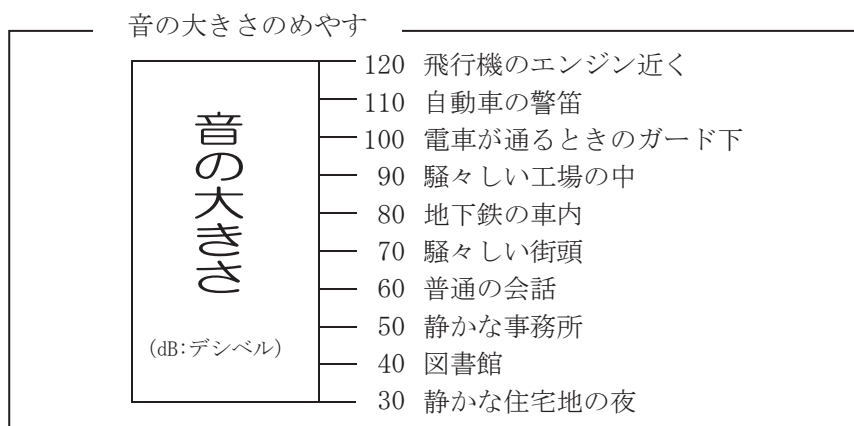 音の大きさのめやす
音の大きさ
(dB:デシベル)
120 飛行機のエンジン近く
110 自動車の警笛
100 電車が通るときのガード下
90 騒々しい工場の中
80 地下鉄の車内
70 騒々しい街頭
60 普通の会話
50 静かな事務所
40 図書館
30 静かな住宅地の夜